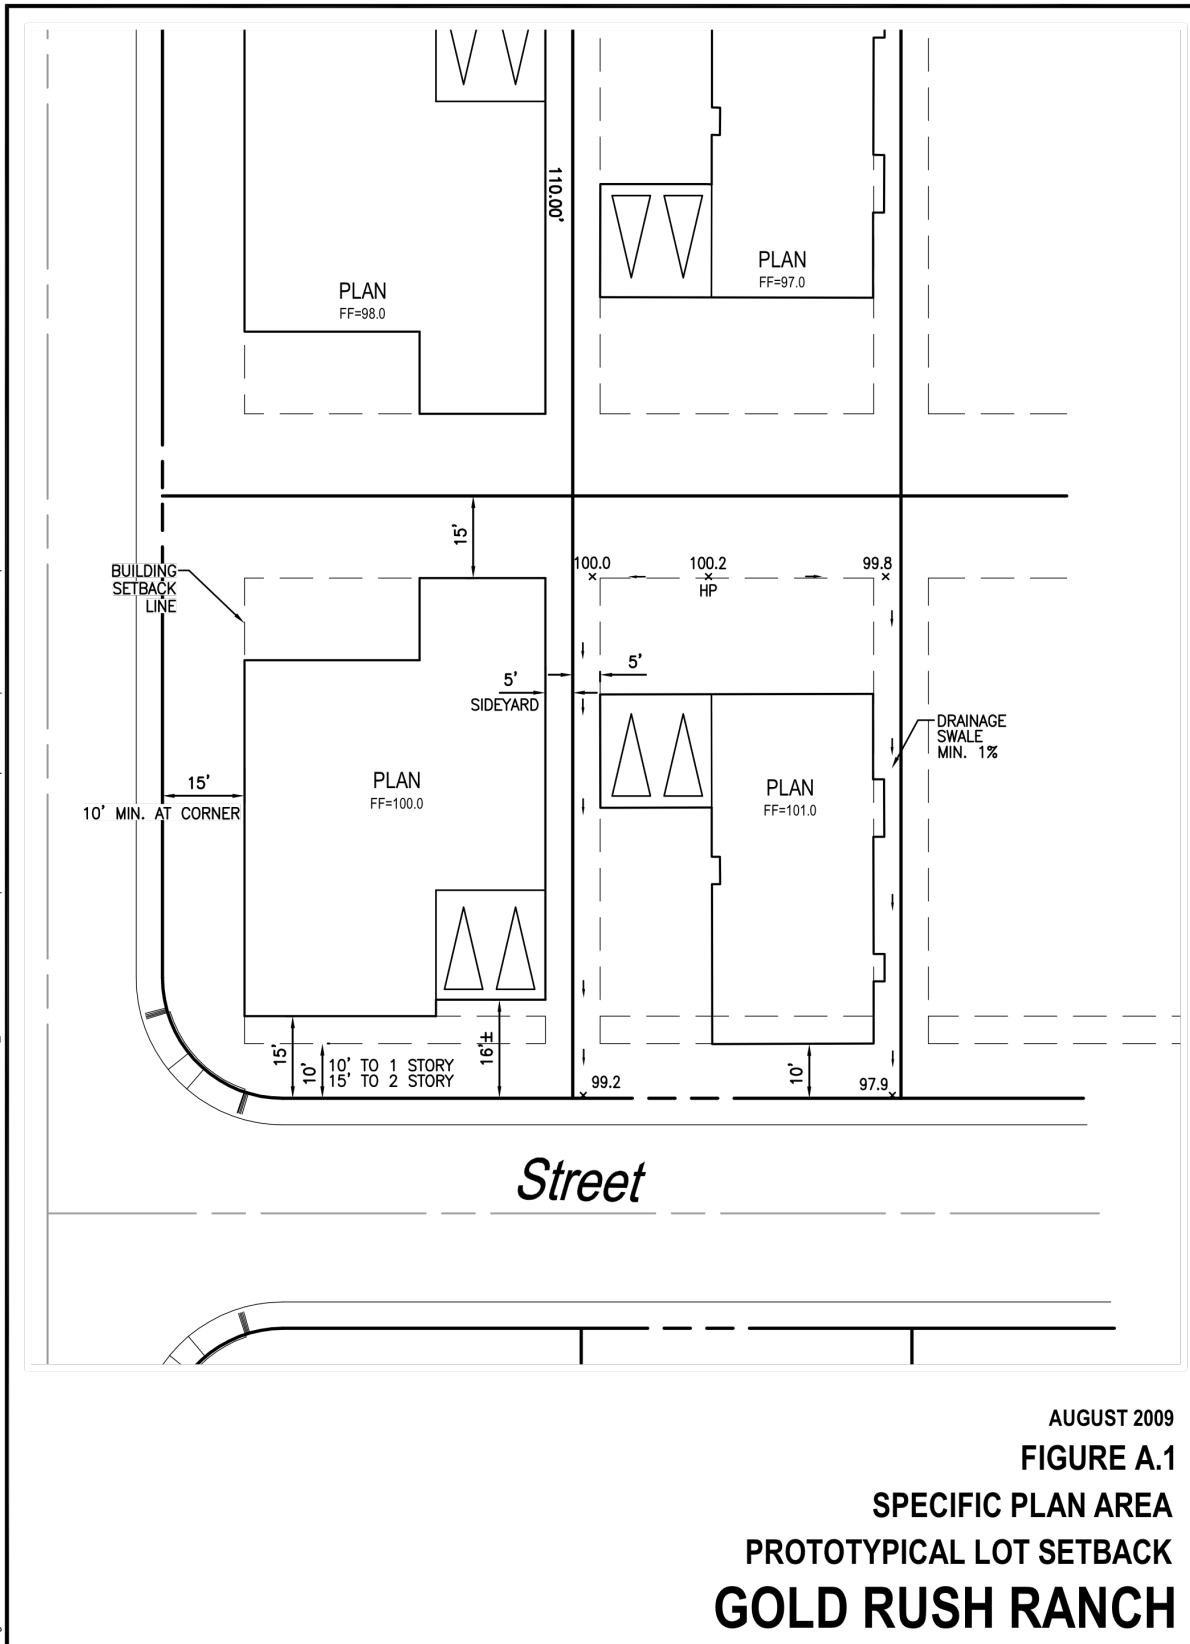 110.00'
PLAN
FF=97.0
PLAN
FF=98.0
15'
BUILDING
SETBACK
LINE
100.0
100.2
HP
99.8
5'
5'
SIDEYARD
DRAINAGE
SWALE
MIN. 1%
15'
10' MIN. AT CORNER
PLAN
FF=100.0
PLAN
FF=101.0
15'
10'
10' TO 1 STORY
15' TO 2 STORY
16'±
10'
99.2
97.9
Street
AUGUST 2009
FIGURE A.1
SPECIFIC PLAN AREA
PROTOTYPICAL LOT SETBACK
GOLD RUSH RANCH